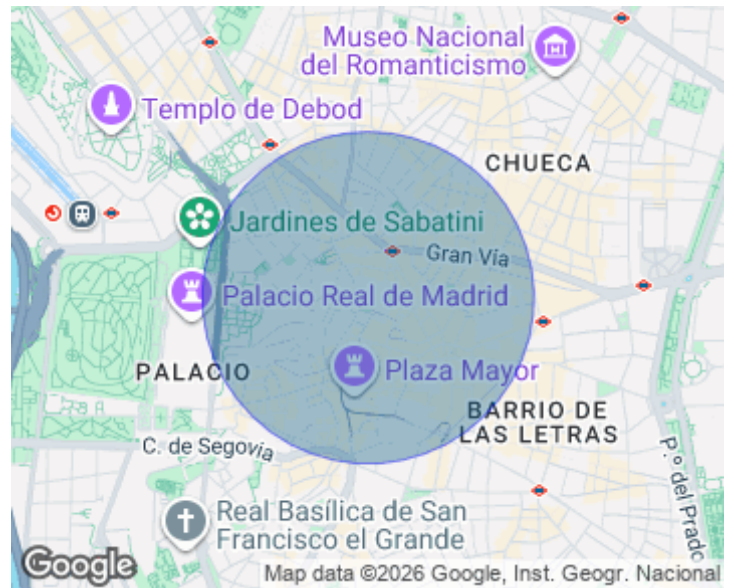 Museo Nacional
del Romanticismo
Templo de Debod
CHUECA
Jardines de Sabatini
Gran Vía
Palacio Real de Madrid
PALACIO
Plaza Mayor
BARRIO DE
LAS LETRAS
C. de Segovia
P.º del Prado
Real Basílica de San
Francisco el Grande
Google
Map data ©2026 Google, Inst. Geogr. Nacional